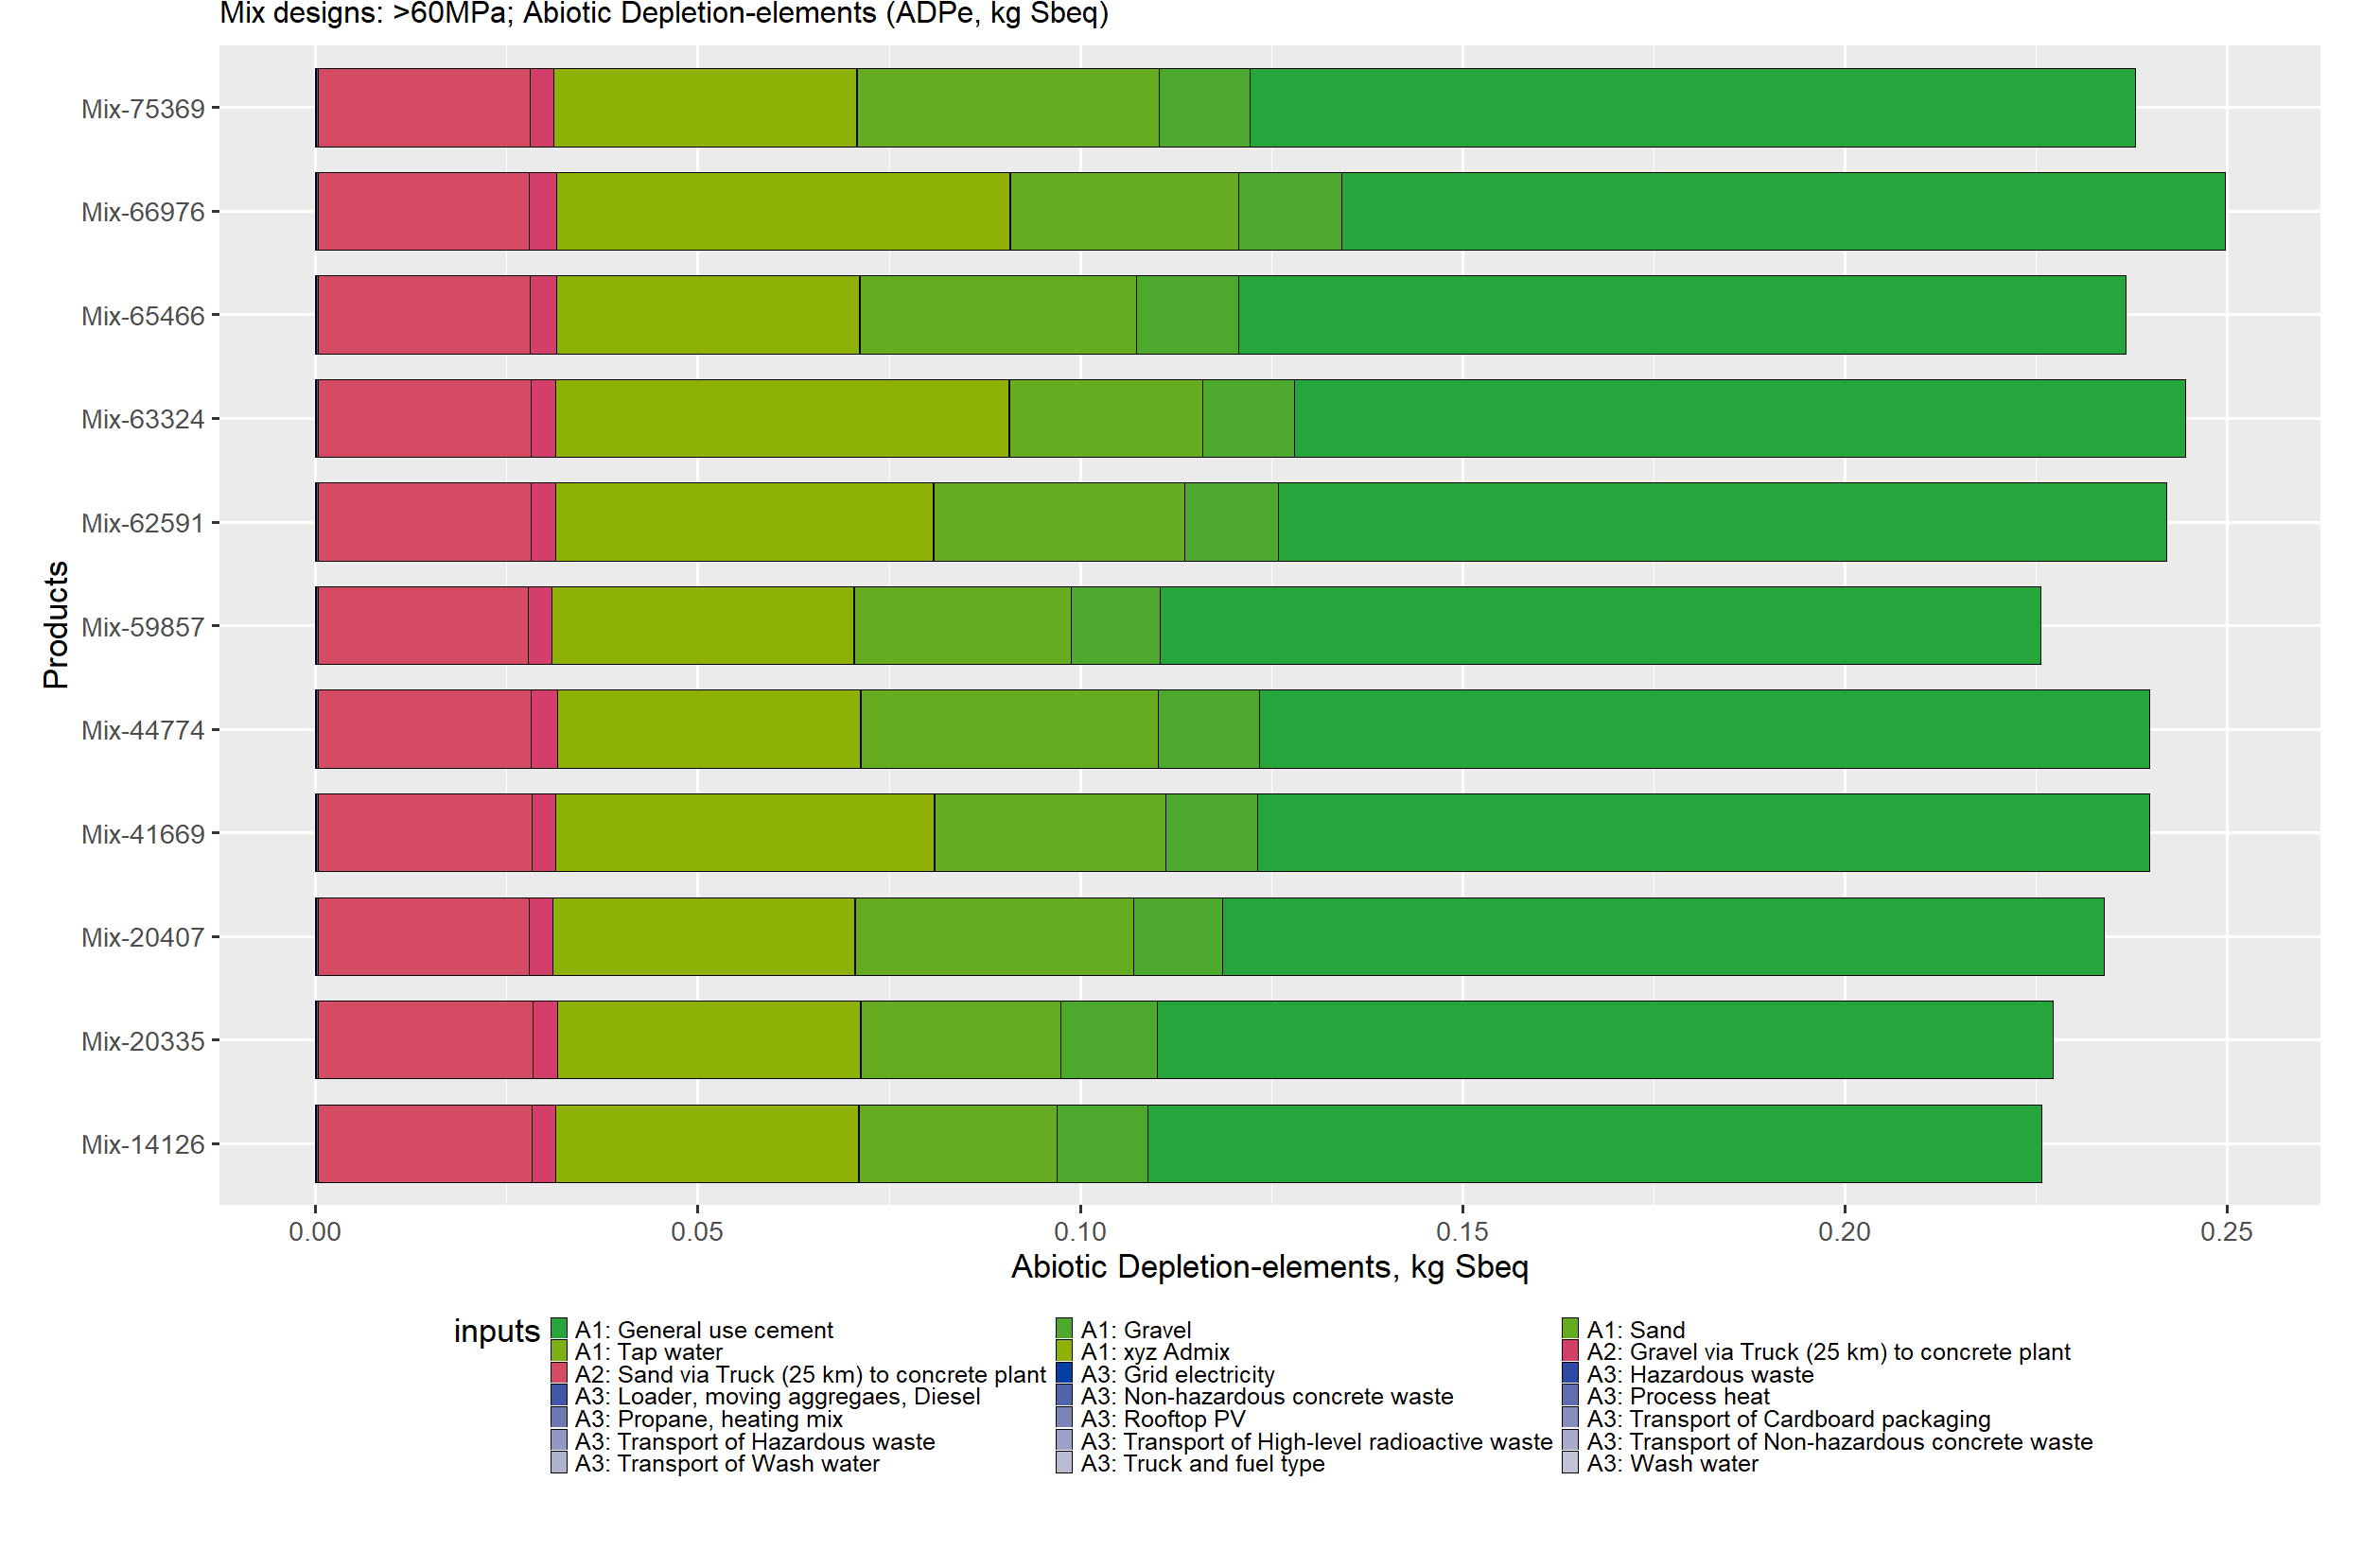 Mix designs: >60MPa; Abiotic Depletion-elements (ADPe, kg Sbeq)
Products
Mix-75369
Mix-66976
Mix-65466
Mix-63324
Mix-62591
Mix-59857
Mix-44774
Mix-41669
Mix-20407
Mix-20335
Mix-14126
0.00 0.05 0.10 0.15 0.20 0.25
Abiotic Depletion-elements, kg Sbeq
inputs
A1: General use cement A1: Gravel A1: Sand
A1: Tap water A1: xyz Admix A2: Gravel via Truck (25 km) to concrete plant
A2: Sand via Truck (25 km) to concrete plant A3: Grid electricity A3: Hazardous waste
A3: Loader, moving aggregaes, Diesel A3: Non-hazardous concrete waste A3: Process heat
A3: Propane, heating mix A3: Rooftop PV A3: Transport of Cardboard packaging
A3: Transport of Hazardous waste A3: Transport of High-level radioactive waste A3: Transport of Non-hazardous concrete waste
A3: Transport of Wash water A3: Truck and fuel type A3: Wash water